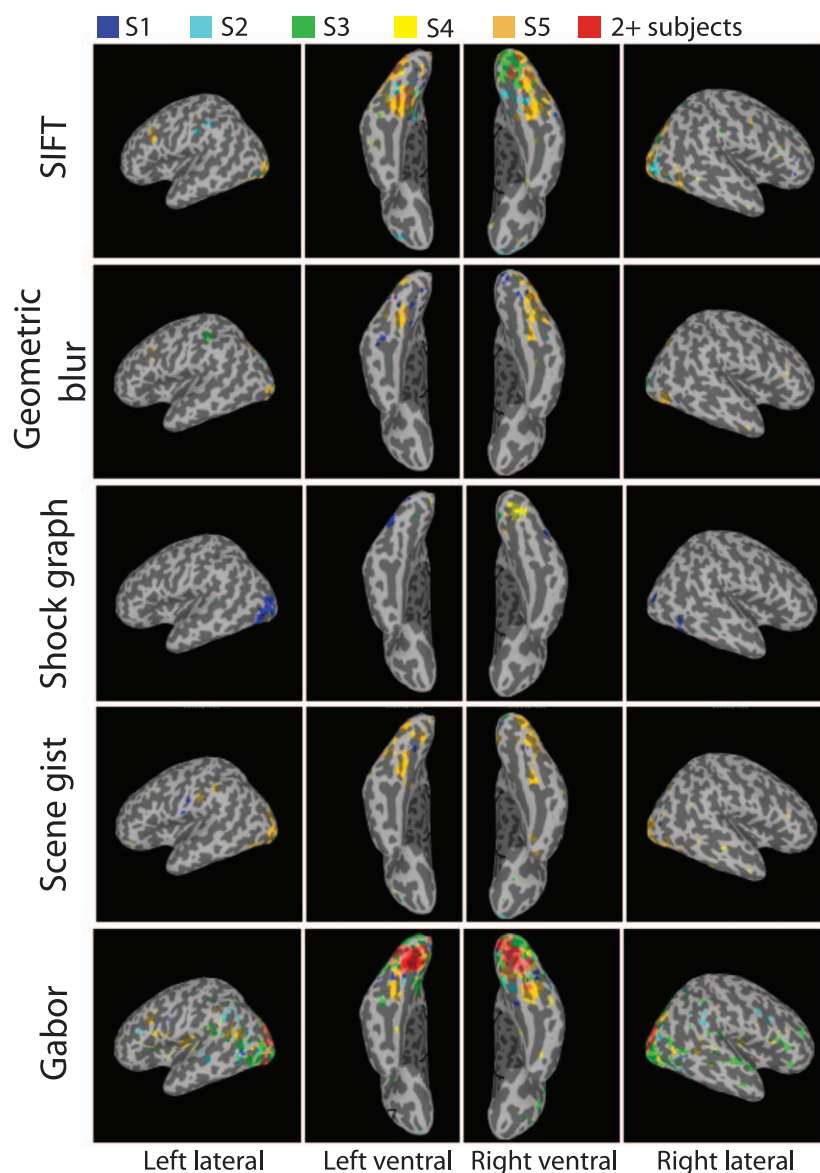 S1 S2 S3 S4 S5 2+ subjects
SIFT
Geometric
blur
Shock graph
Scene gist
Gabor
Left lateral Left ventral Right ventral Right lateral